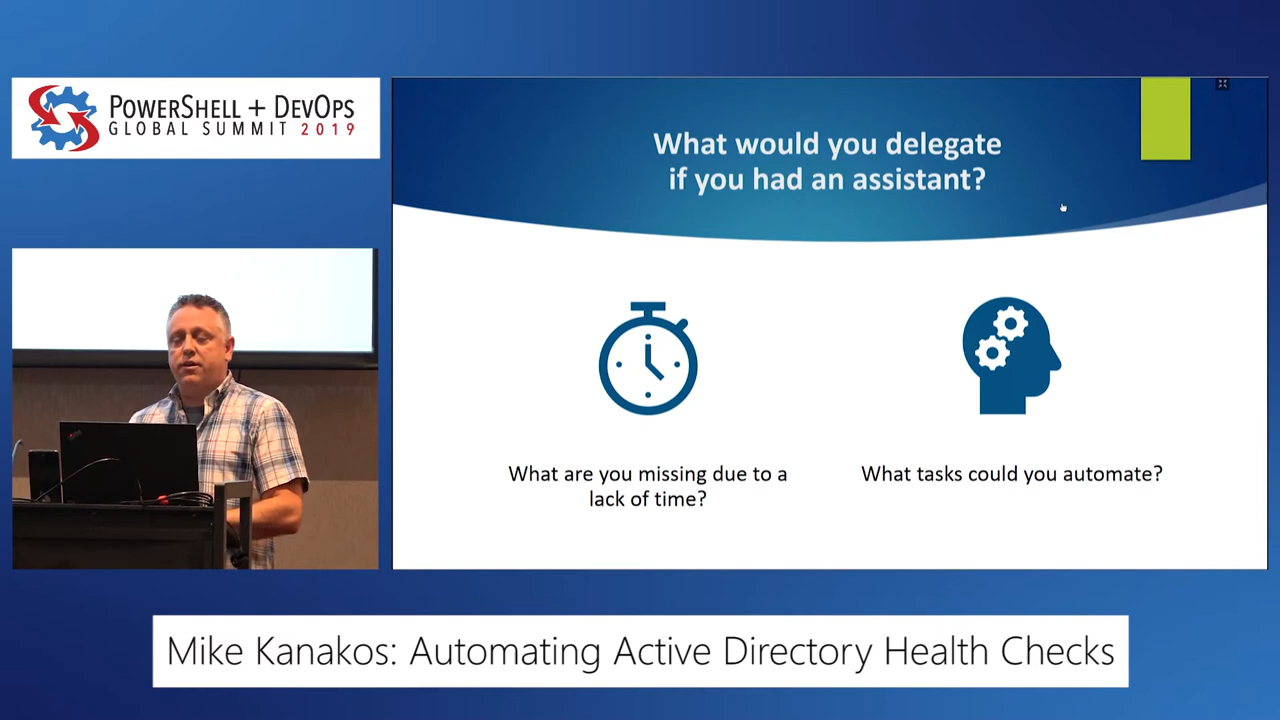 POWERSHELL + DEVOPS
GLOBAL SUMMIT 2019
What would you delegate
if you had an assistant?
What are you missing due to a
lack of time?
What tasks could you automate?
Mike Kanakos: Automating Active Directory Health Checks